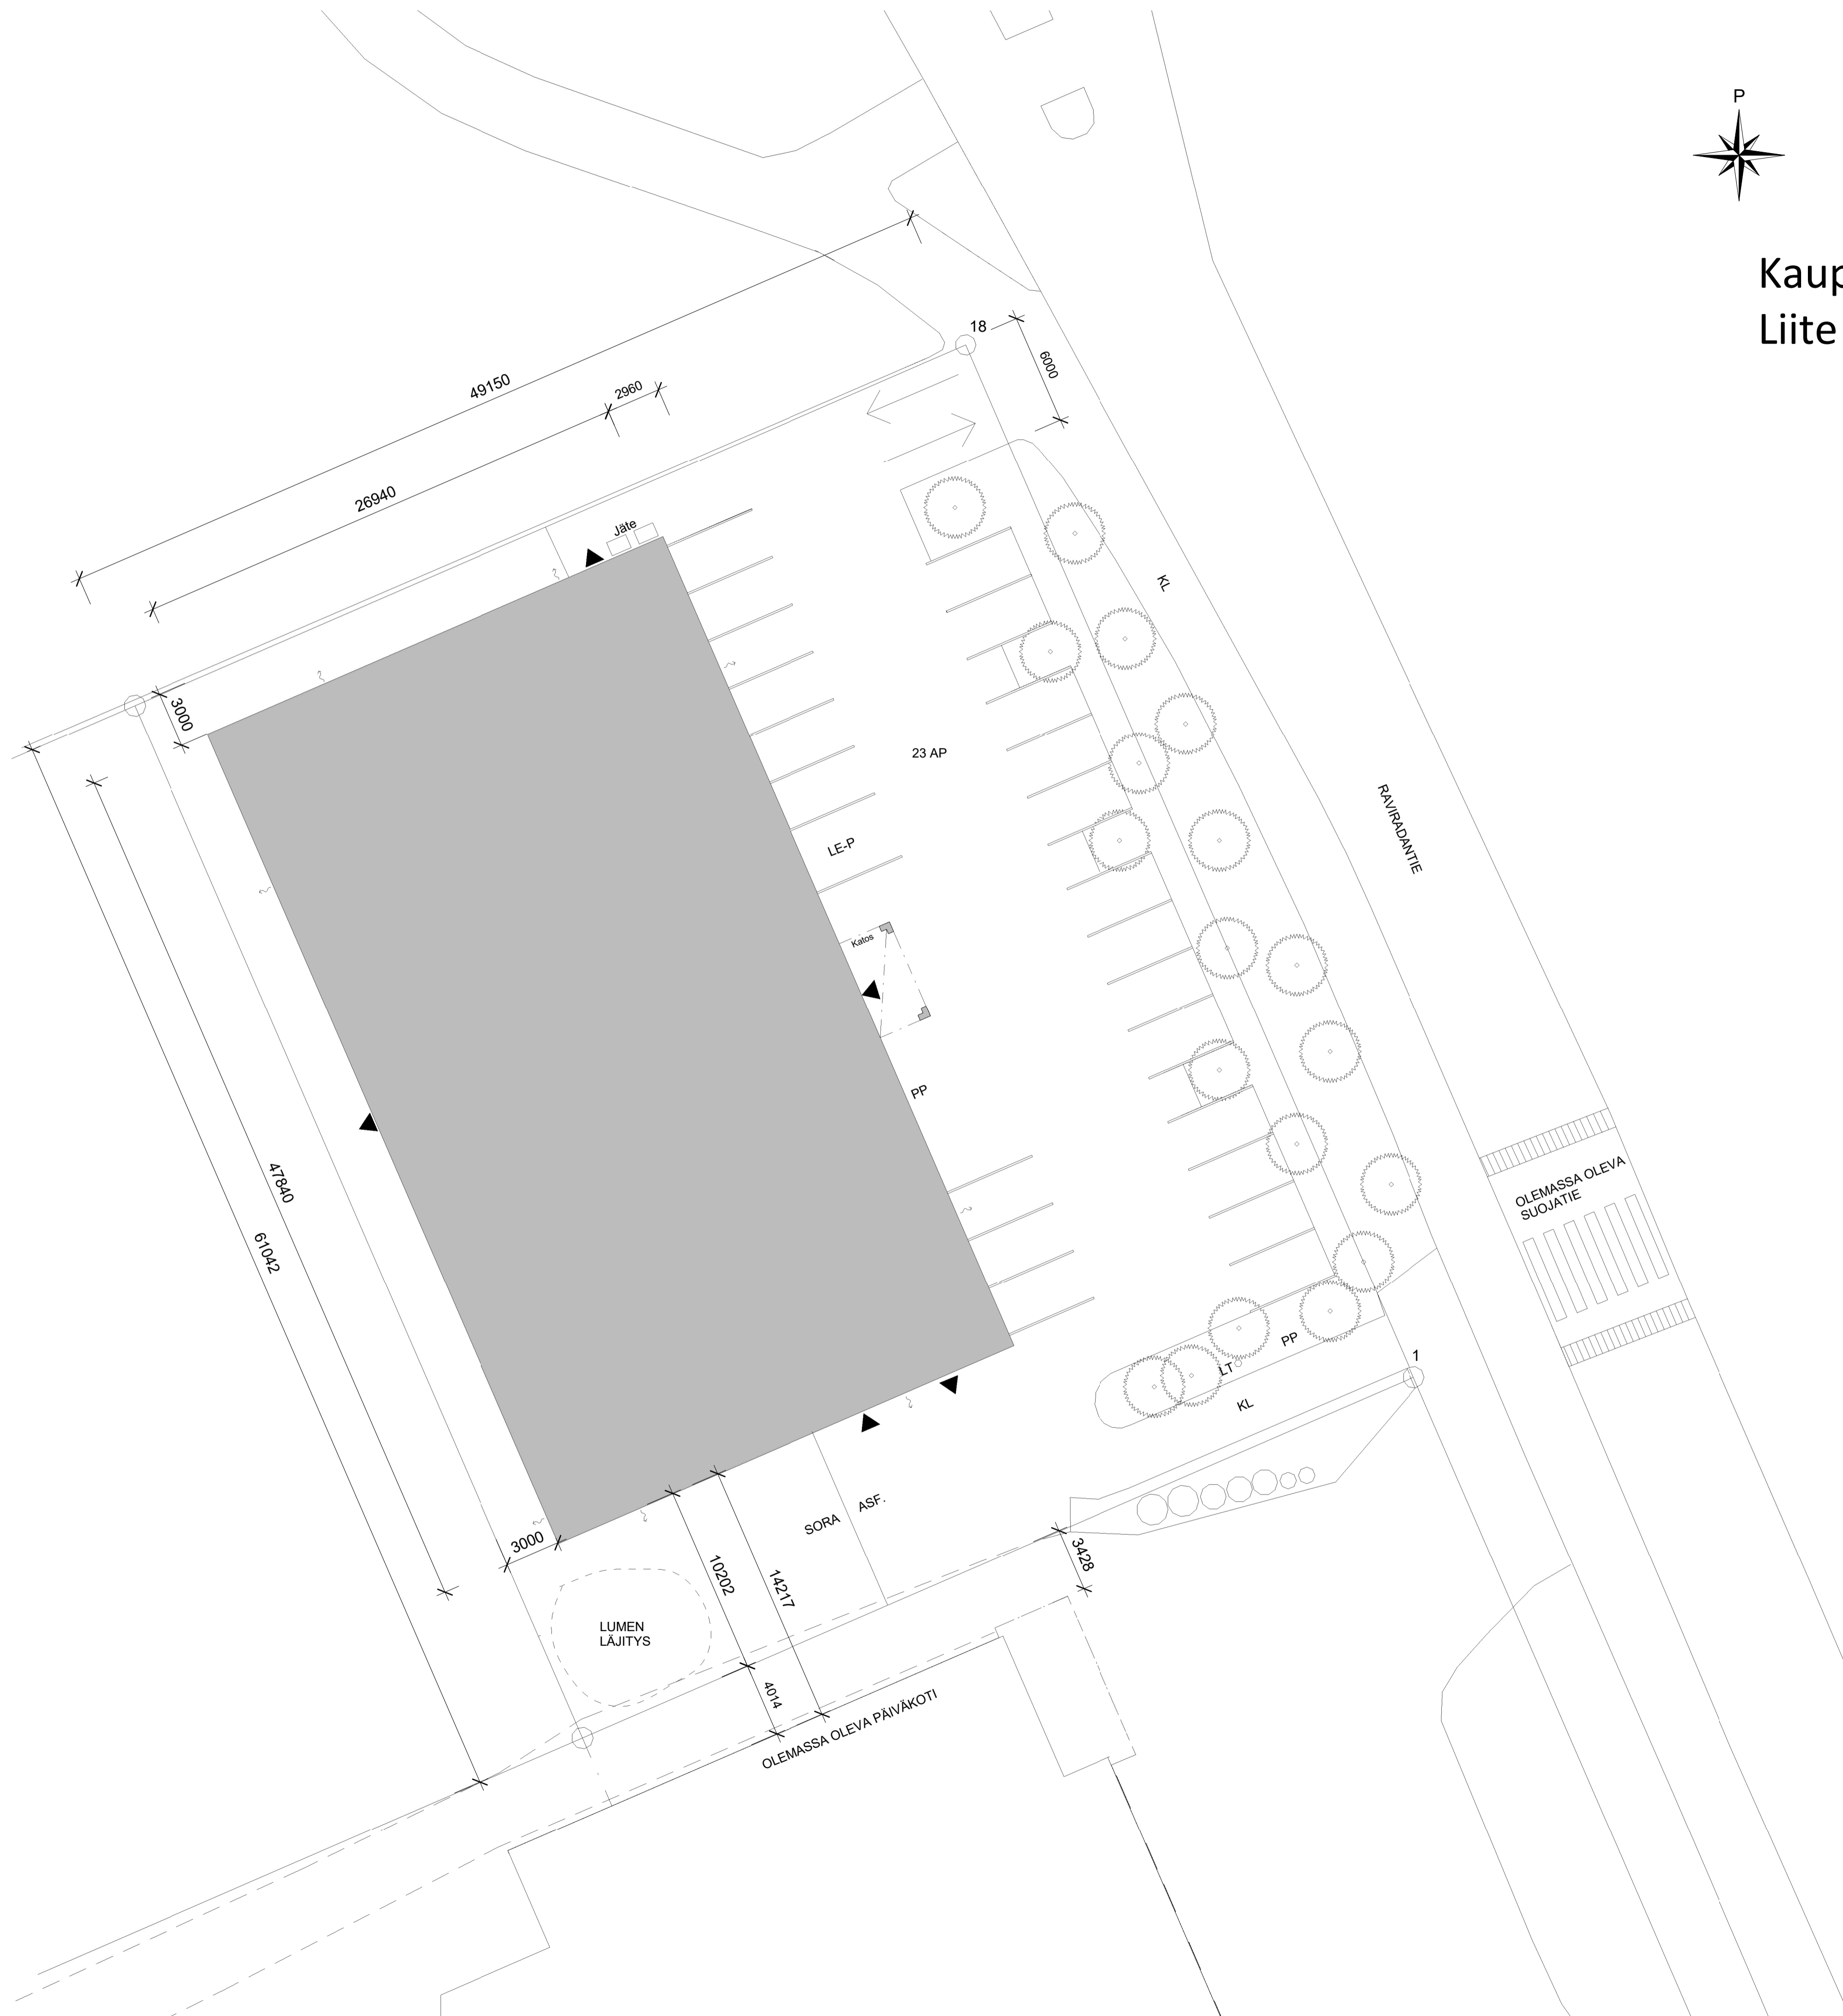 P
Kaup
Liite
18
6000
49150
2960
26940
Jäte
3000
KL
23 AP
RAVIRADANTIE
LE-P
Katos
PP
47840
61042
OLEMASSA OLEVA
SUOJATIE
PP
LT
1
KL
SORA
ASF.
3000
10202
14217
3428
LUMEN
LÄJITYS
4014
OLEMASSA OLEVA PÄIVÄKOTI